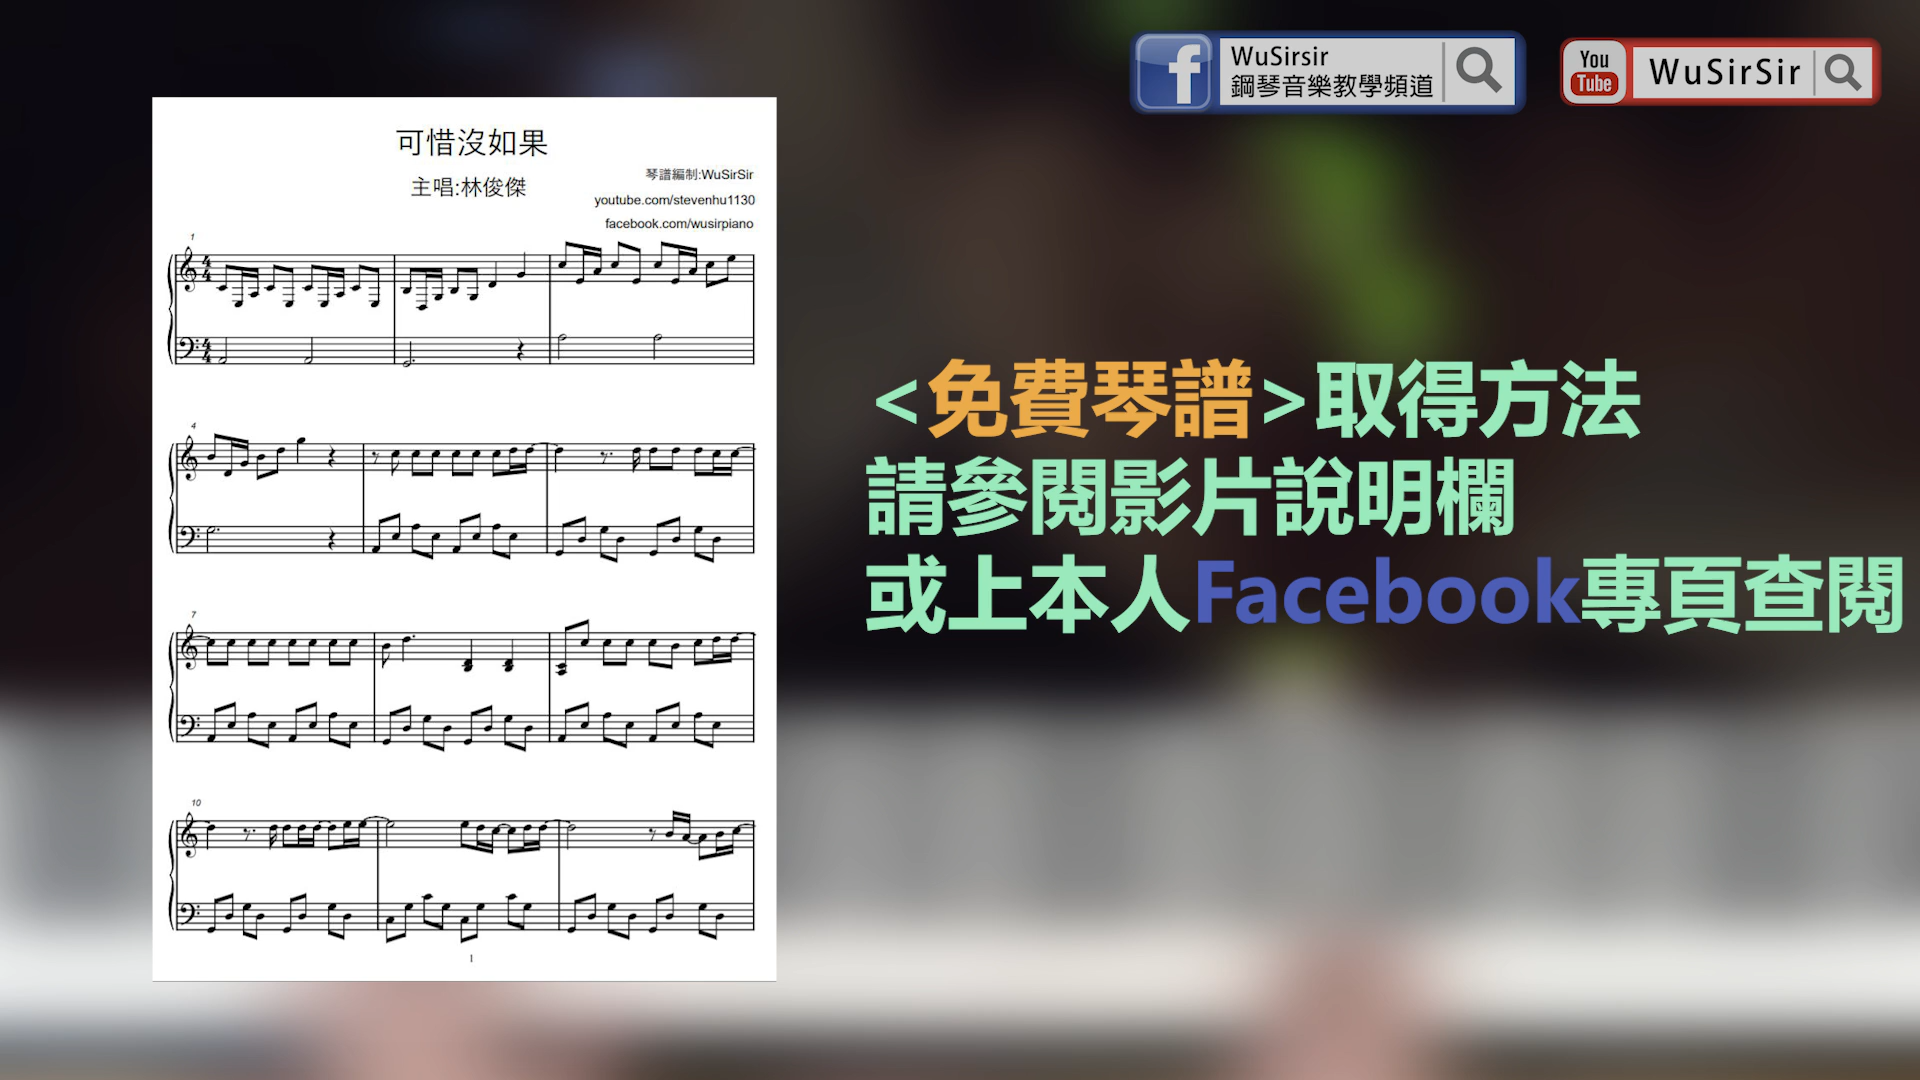 WuSirsir
鋼琴音樂教學頻道
You
Tube
WuSirSir
可惜沒如果
主唱:林俊傑
琴譜編制:WuSirSir
youtube.com/stevenhu1130
facebook.com/wusirpiano
1
4
7
10
1
<免費琴譜>取得方法
請參閱影片說明欄
或上本人Facebook專頁查閱